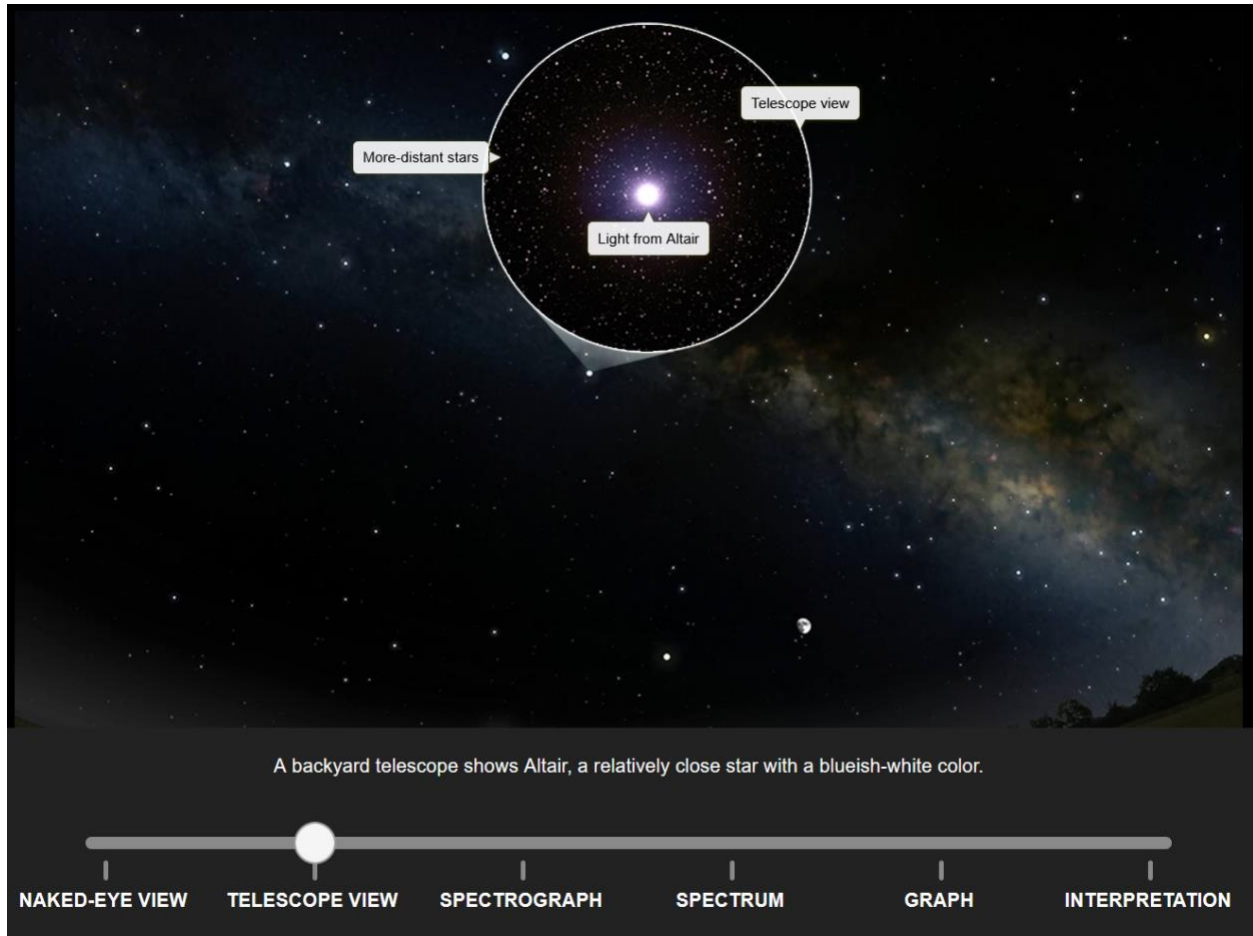 Telescope view
More-distant stars
Light from Altair
A backyard telescope shows Altair, a relatively close star with a blueish-white color.
NAKED-EYE VIEW
TELESCOPE VIEW
SPECTROGRAPH
SPECTRUM
GRAPH
INTERPRETATION